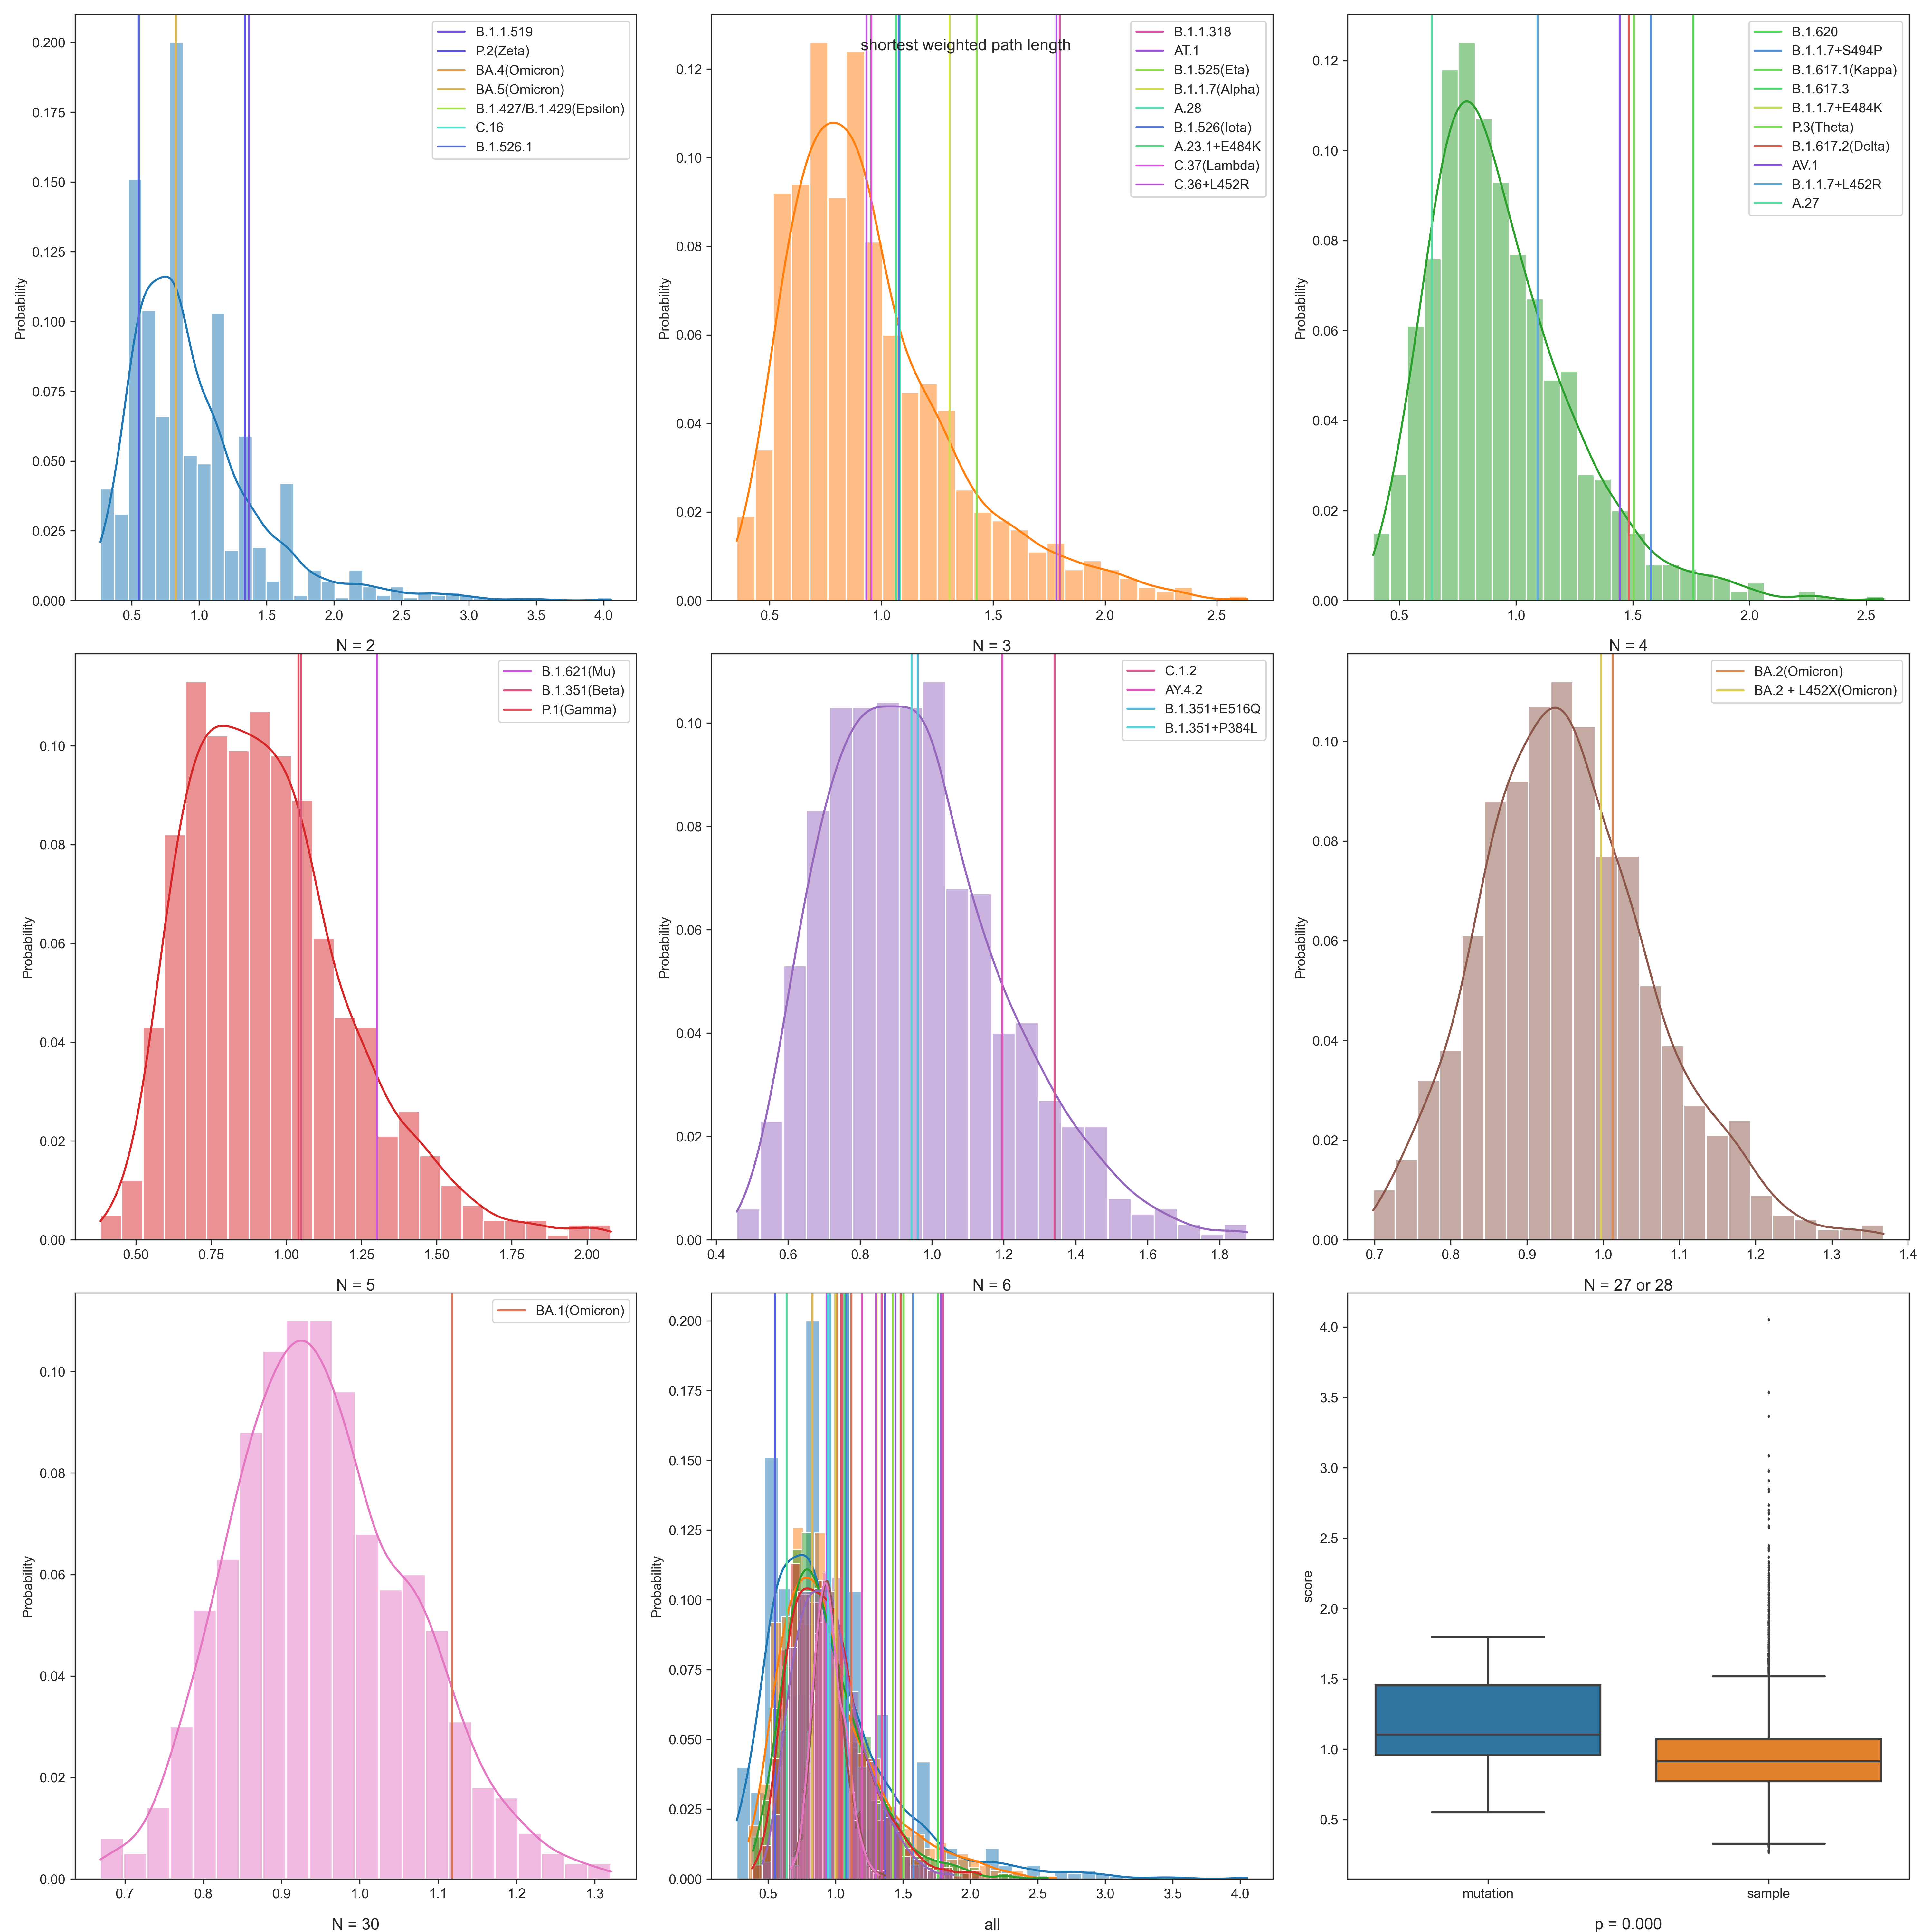 shortest weighted path length
B.1.1.519
P.2(Zeta)
BA.4(Omicron)
BA.5(Omicron)
B.1.427/B.1.429(Epsilon)
C.16
B.1.526.1
Probability
0.200
0.175
0.150
0.125
0.100
0.075
0.050
0.025
0.000
0.5 1.0 1.5 2.0 2.5 3.0 3.5 4.0
N = 2
B.1.1.318
AT.1
B.1.525(Eta)
B.1.1.7(Alpha)
A.28
B.1.526(Iota)
A.23.1+E484K
C.37(Lambda)
C.36+L452R
Probability
0.12
0.10
0.08
0.06
0.04
0.02
0.00
0.5 1.0 1.5 2.0 2.5
N = 3
B.1.620
B.1.1.7+S494P
B.1.617.1(Kappa)
B.1.617.3
B.1.1.7+E484K
P.3(Theta)
B.1.617.2(Delta)
AV.1
B.1.1.7+L452R
A.27
Probability
0.12
0.10
0.08
0.06
0.04
0.02
0.00
0.5 1.0 1.5 2.0 2.5
N = 4
B.1.621(Mu)
B.1.351(Beta)
P.1(Gamma)
Probability
0.10
0.08
0.06
0.04
0.02
0.00
0.50 0.75 1.00 1.25 1.50 1.75 2.00
N = 5
C.1.2
AY.4.2
B.1.351+E516Q
B.1.351+P384L
Probability
0.10
0.08
0.06
0.04
0.02
0.00
0.4 0.6 0.8 1.0 1.2 1.4 1.6 1.8
N = 6
BA.2(Omicron)
BA.2 + L452X(Omicron)
Probability
0.10
0.08
0.06
0.04
0.02
0.00
0.7 0.8 0.9 1.0 1.1 1.2 1.3 1.4
N = 27 or 28
BA.1(Omicron)
Probability
0.10
0.08
0.06
0.04
0.02
0.00
0.7 0.8 0.9 1.0 1.1 1.2 1.3
N = 30
Probability
0.200
0.175
0.150
0.125
0.100
0.075
0.050
0.025
0.000
0.5 1.0 1.5 2.0 2.5 3.0 3.5 4.0
all
score
4.0
3.5
3.0
2.5
2.0
1.5
1.0
0.5
mutation sample
p = 0.000